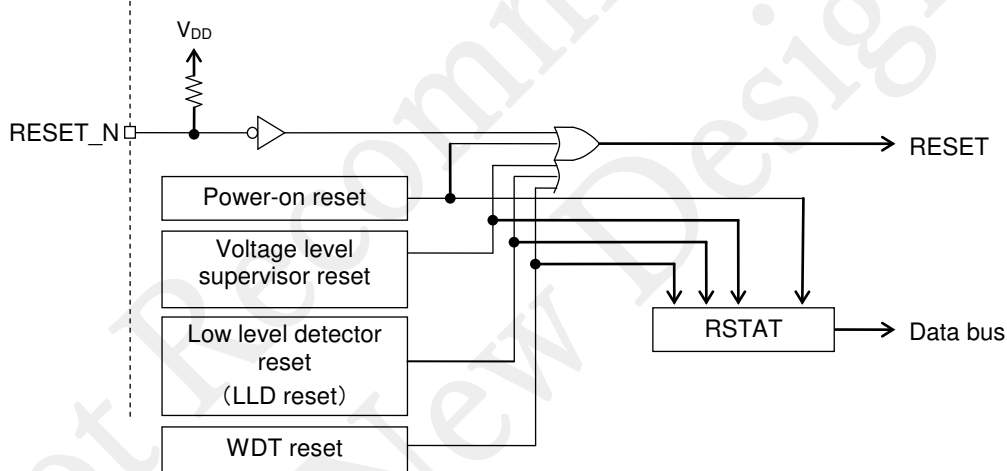 VDD
RESET_N
RESET
Power-on reset
Voltage level
supervisor reset
Low level detector
reset
（LLD reset）
WDT reset
RSTAT
Data bus